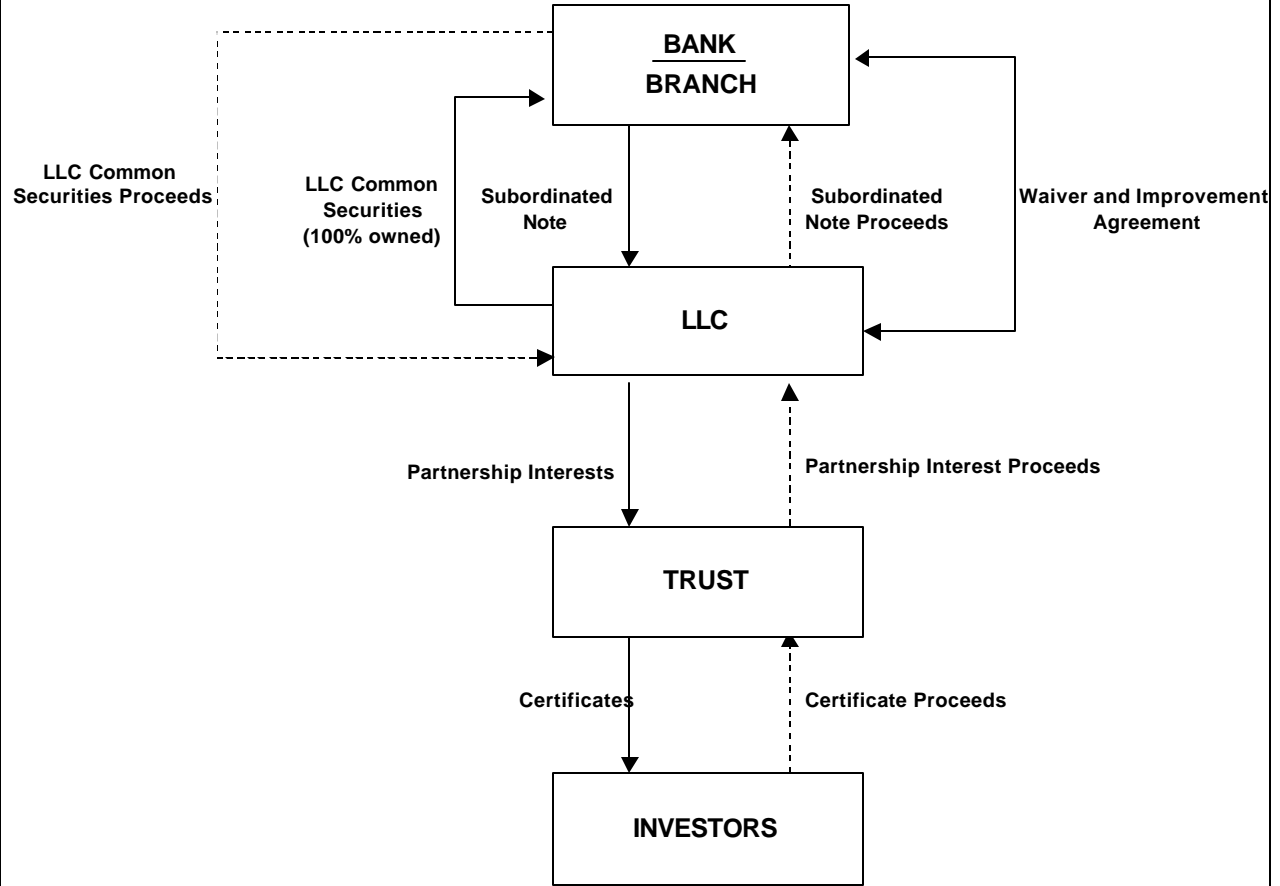 BANK
BRANCH
LLC Common
Securities Proceeds
LLC Common
Securities
(100% owned)
Subordinated
Note
Subordinated
Note Proceeds
Waiver and Improvement
Agreement
LLC
Partnership Interests
Partnership Interest Proceeds
TRUST
Certificates
Certificate Proceeds
INVESTORS